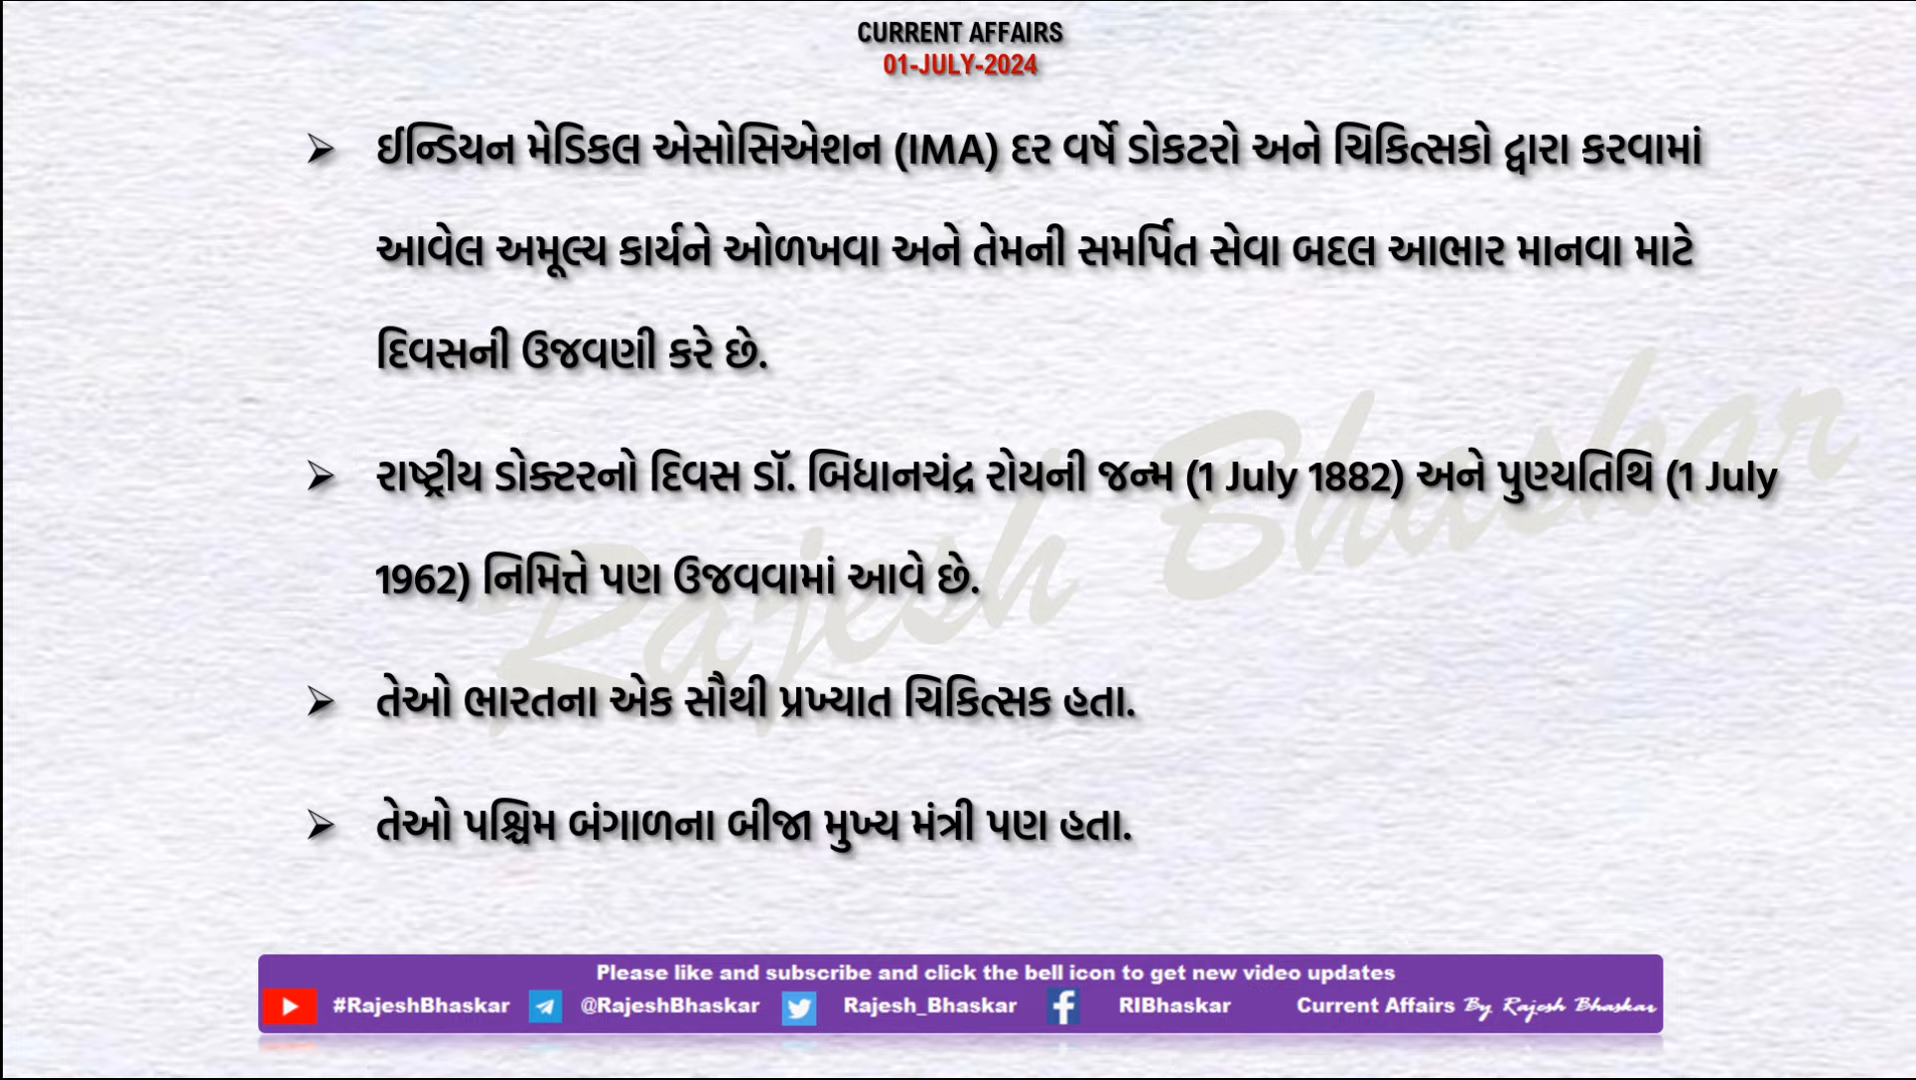 CURRENT AFFAIRS
01-JULY-2024
➢ ઈન્ડિયન મેડિકલ એસોસિએશન (IMA) દર વર્ષે ડોકટરો અને ચિકિત્સકો દ્વારા કરવામાં
આવેલ અમૂલ્ય કાર્યને ઓળખવા અને તેમની સમર્પિત સેવા બદલ આભાર માનવા માટે
દિવસની ઉજવણી કરે છે.
➢ રાષ્ટ્રીય ડોક્ટરનો દિવસ ડૉ. બિધાનચંદ્ર રોયની જન્મ (1 July 1882) અને પુણ્યતિથિ (1 July
1962) નિમિત્તે પણ ઉજવવામાં આવે છે.
➢ તેઓ ભારતના એક સૌથી પ્રખ્યાત ચિકિત્સક હતા.
➢ તેઓ પશ્ચિમ બંગાળના બીજા મુખ્ય મંત્રી પણ હતા.
Rajesh Bhaskar
Please like and subscribe and click the bell icon to get new video updates
#RajeshBhaskar @RajeshBhaskar Rajesh_Bhaskar RIBhaskar Current Affairs By Rajesh Bhaskar